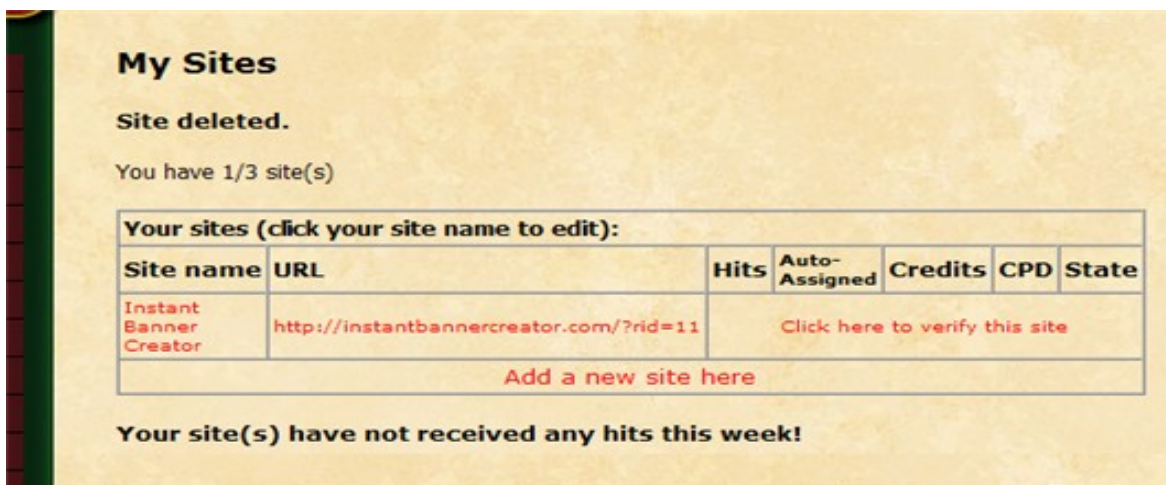 My Sites
Site deleted.
You have 1/3 site(s)
Your sites (click your site name to edit):
Site name URL Hits Auto-Assigned Credits CPD State
Instant
Banner
Creator
http://instantbannercreator.com/?rid=11
Click here to verify this site
Add a new site here
Your site(s) have not received any hits this week!